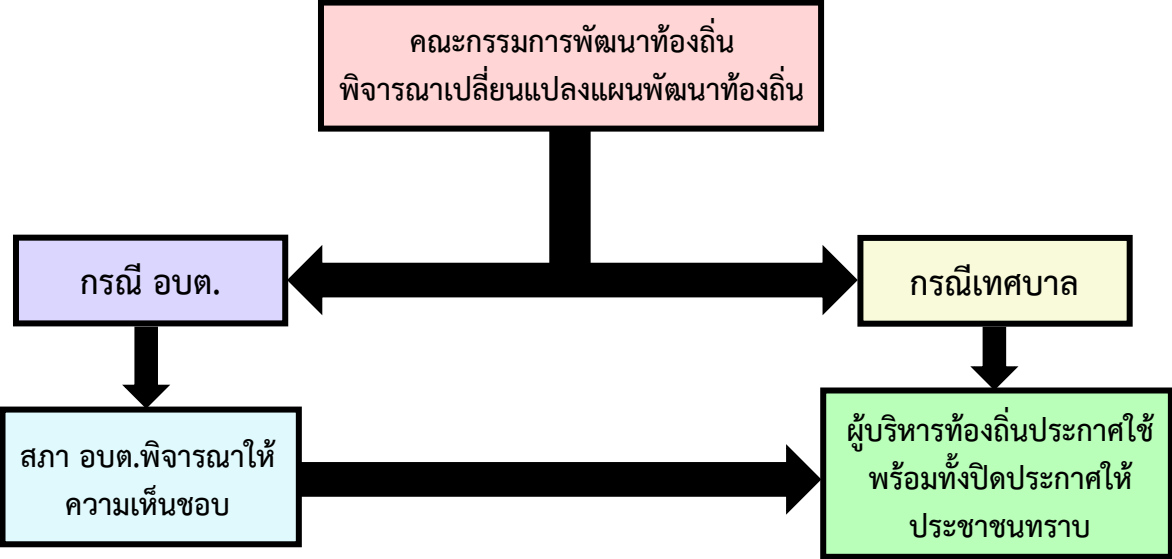 คณะกรรมการพัฒนาท้องถิ่น
พิจารณาเปลี่ยนแปลงแผนพัฒนาท้องถิ่น
กรณี อบต.
กรณีเทศบาล
สภา อบต.พิจารณาให้
ความเห็นชอบ
ผู้บริหารท้องถิ่นประกาศใช้
พร้อมทั้งปิดประกาศให้
ประชาชนทราบ